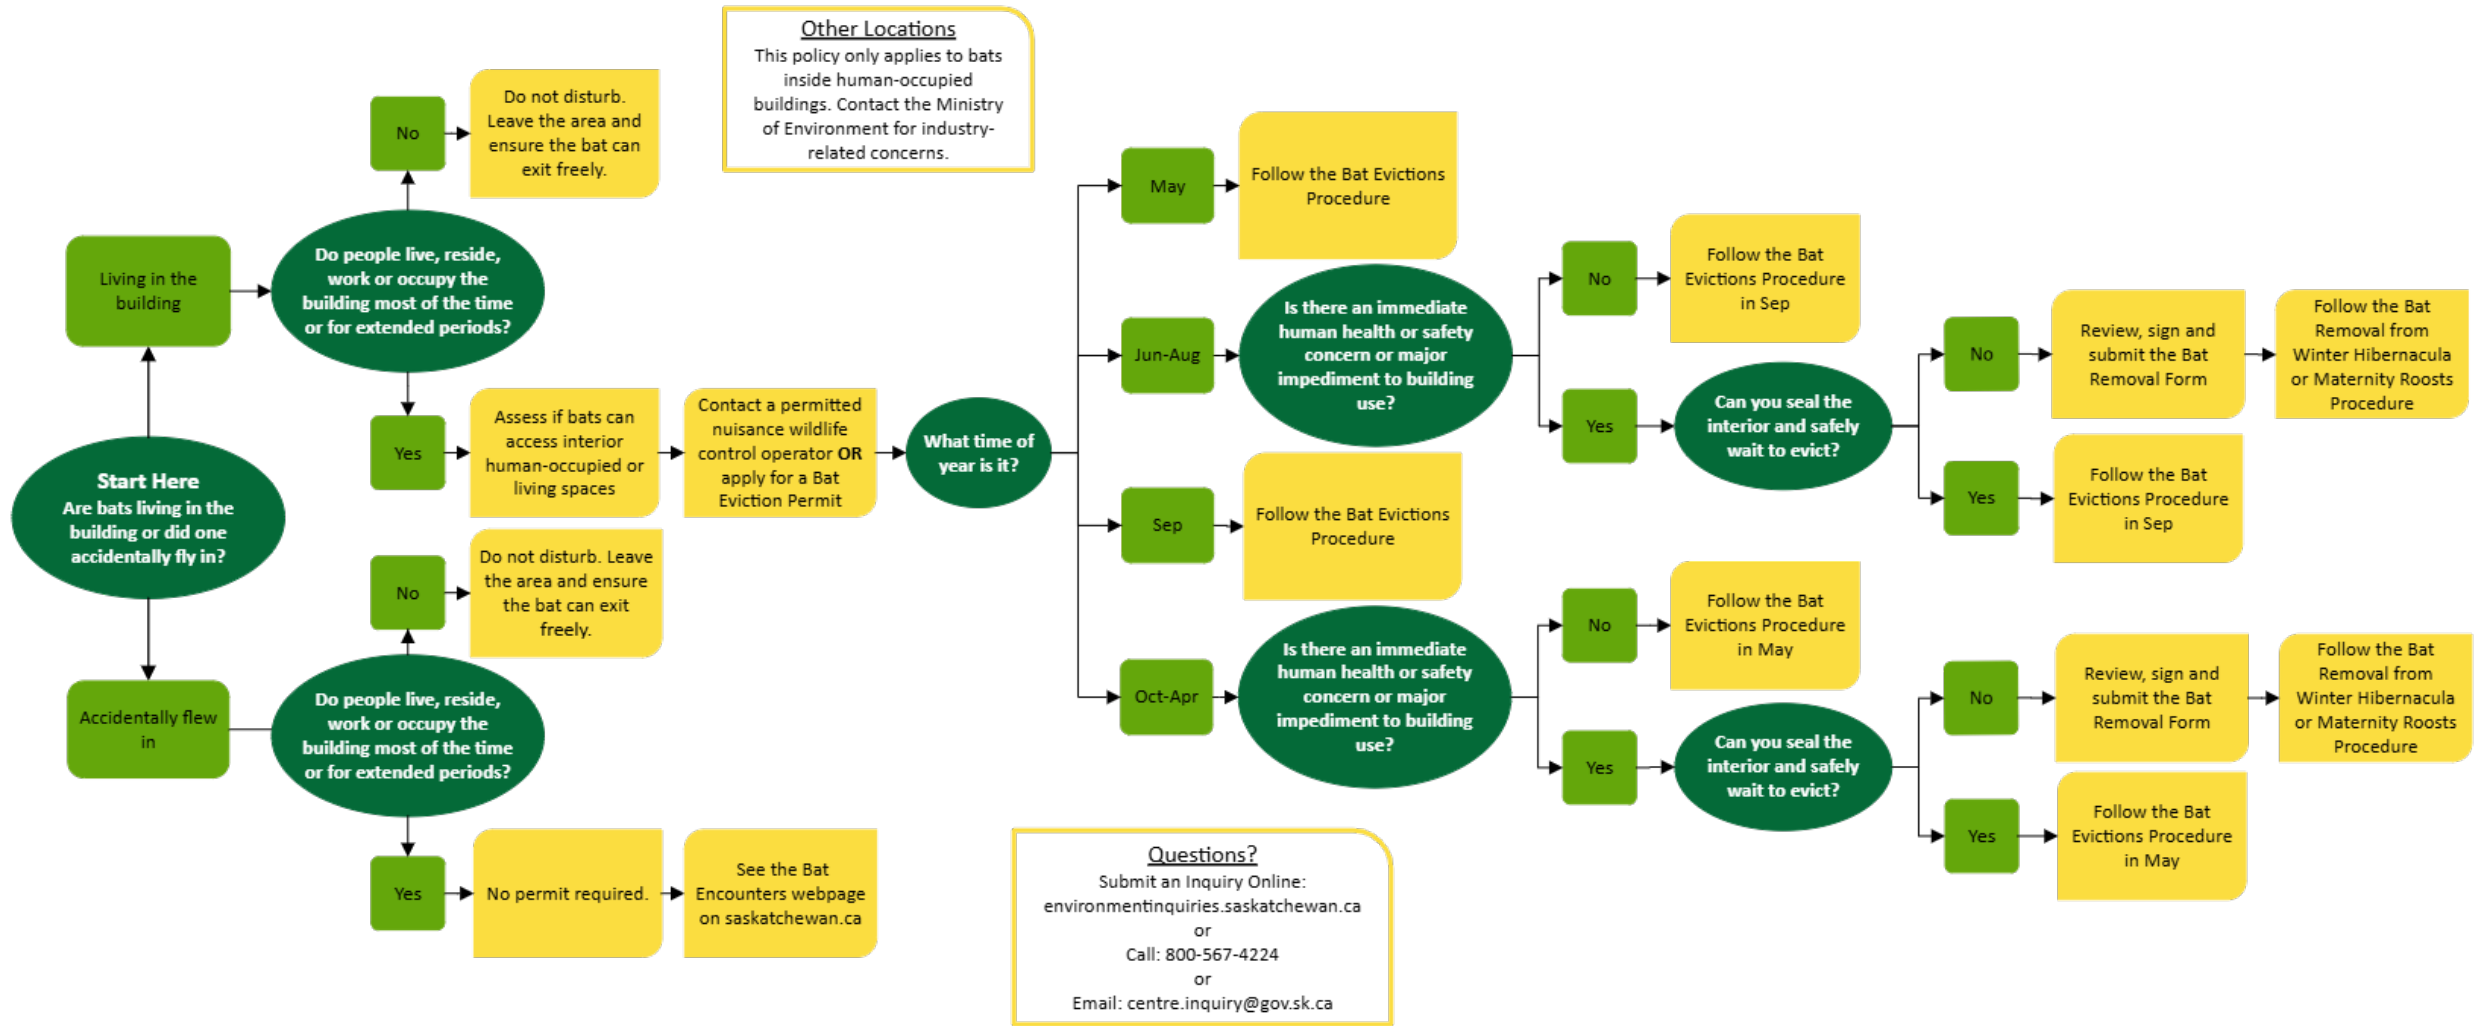 Other Locations
This policy only applies to bats
inside human-occupied
buildings. Contact the Ministry
of Environment for industry-
related concerns.
Start Here
Are bats living in the
building or did one
accidentally fly in?
Living in the
building
Do people live, reside,
work or occupy the
building most of the time
or for extended periods?
No
Do not disturb.
Leave the area and
ensure the bat can
exit freely.
Yes
Assess if bats can
access interior
human-occupied or
living spaces
Contact a permitted
nuisance wildlife
control operator OR
apply for a Bat
Eviction Permit
What time of
year is it?
May
Follow the Bat Evictions
Procedure
Jun-Aug
Is there an immediate
human health or safety
concern or major
impediment to building
use?
No
Follow the Bat
Evictions Procedure
in Sep
Yes
Can you seal the
interior and safely
wait to evict?
No
Review, sign and
submit the Bat
Removal Form
Follow the Bat
Removal from
Winter Hibernacula
or Maternity Roosts
Procedure
Yes
Follow the Bat
Evictions Procedure
in Sep
Sep
Follow the Bat Evictions
Procedure
Oct-Apr
Is there an immediate
human health or safety
concern or major
impediment to building
use?
No
Follow the Bat
Evictions Procedure
in May
Yes
Can you seal the
interior and safely
wait to evict?
No
Review, sign and
submit the Bat
Removal Form
Follow the Bat
Removal from
Winter Hibernacula
or Maternity Roosts
Procedure
Yes
Follow the Bat
Evictions Procedure
in May
Accidentally flew
in
Do people live, reside,
work or occupy the
building most of the time
or for extended periods?
No
Do not disturb. Leave
the area and ensure
the bat can exit
freely.
Yes
No permit required.
See the Bat
Encounters webpage
on saskatchewan.ca
Questions?
Submit an Inquiry Online:
environmentinquiries.saskatchewan.ca
or
Call: 800-567-4224
or
Email: centre.inquiry@gov.sk.ca